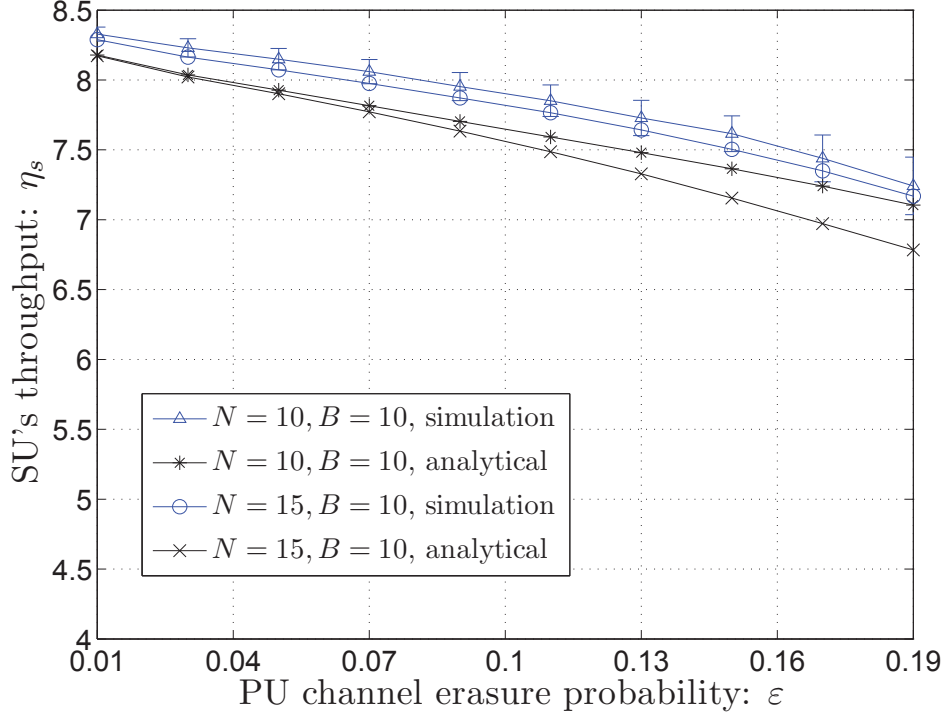 8.5
8
7.5
7
6.5
6
5.5
5
4.5
4
SU's throughput: η_s
N = 10, B = 10, simulation
N = 10, B = 10, analytical
N = 15, B = 10, simulation
N = 15, B = 10, analytical
0.01 0.04 0.07 0.1 0.13 0.16 0.19
PU channel erasure probability: ε